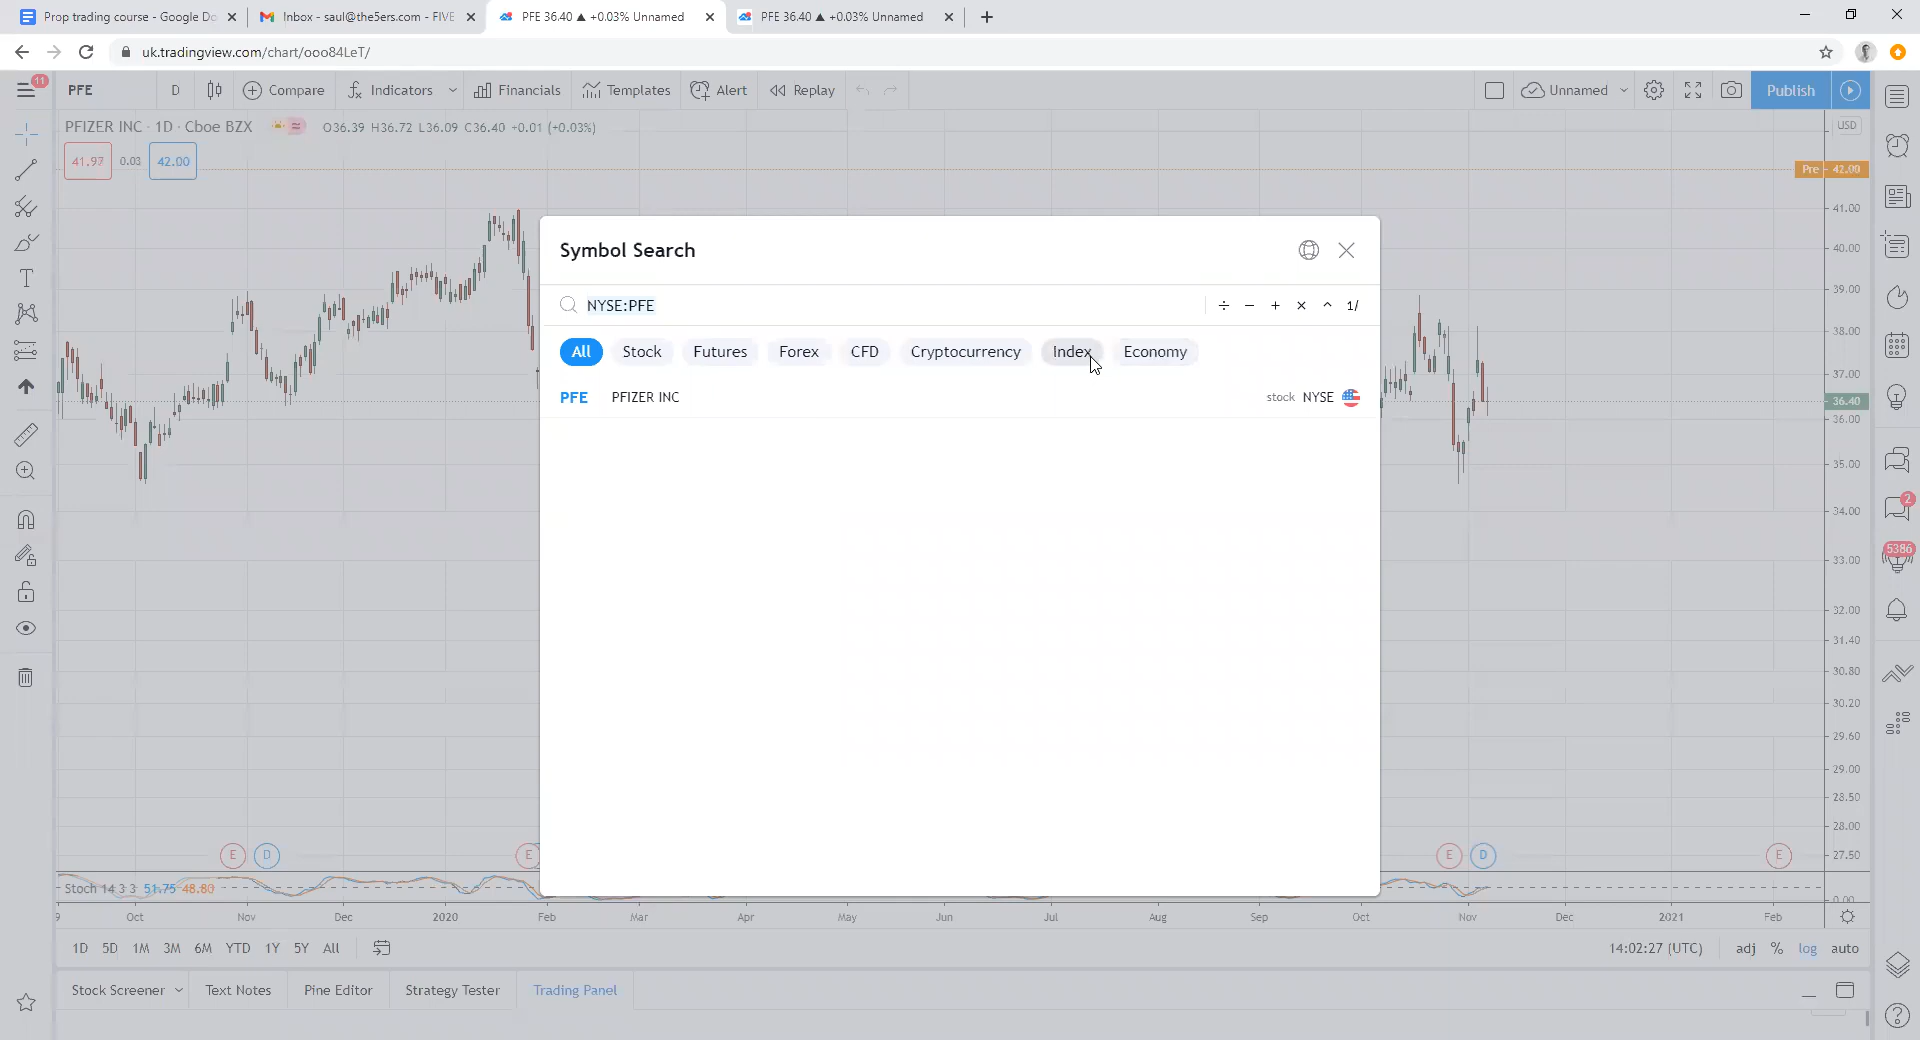 Prop trading course - Google Do
Inbox - saul@the5ers.com - FIVE
PFE 36.40 ▲ +0.03% Unnamed
PFE 36.40 ▲ +0.03% Unnamed
uk.tradingview.com/chart/ooo84LeT/
11
PFE
D
Compare
Indicators
Financials
Templates
Alert
Replay
Unnamed
Publish
PFIZER INC · 1D · Cboe BZX
O36.39 H36.72 L36.09 C36.40 +0.01 (+0.03%)
USD
41.97
0.03
42.00
Pre
42.00
41.00
40.00
39.00
38.00
37.00
36.40
36.00
35.00
34.00
33.00
32.00
31.40
30.80
30.20
29.60
29.00
28.50
28.00
27.50
0.00
Symbol Search
NYSE:PFE
÷ − + × ^ 1/
All
Stock
Futures
Forex
CFD
Cryptocurrency
Index
Economy
PFE
PFIZER INC
stock NYSE
2
5386
E
D
E
E
D
E
Stoch 14 3 3 51.75 48.80
9
Oct
Nov
Dec
2020
Feb
Mar
Apr
May
Jun
Jul
Aug
Sep
Oct
Nov
Dec
2021
Feb
1D 5D 1M 3M 6M YTD 1Y 5Y All
14:02:27 (UTC)
adj % log auto
Stock Screener
Text Notes
Pine Editor
Strategy Tester
Trading Panel